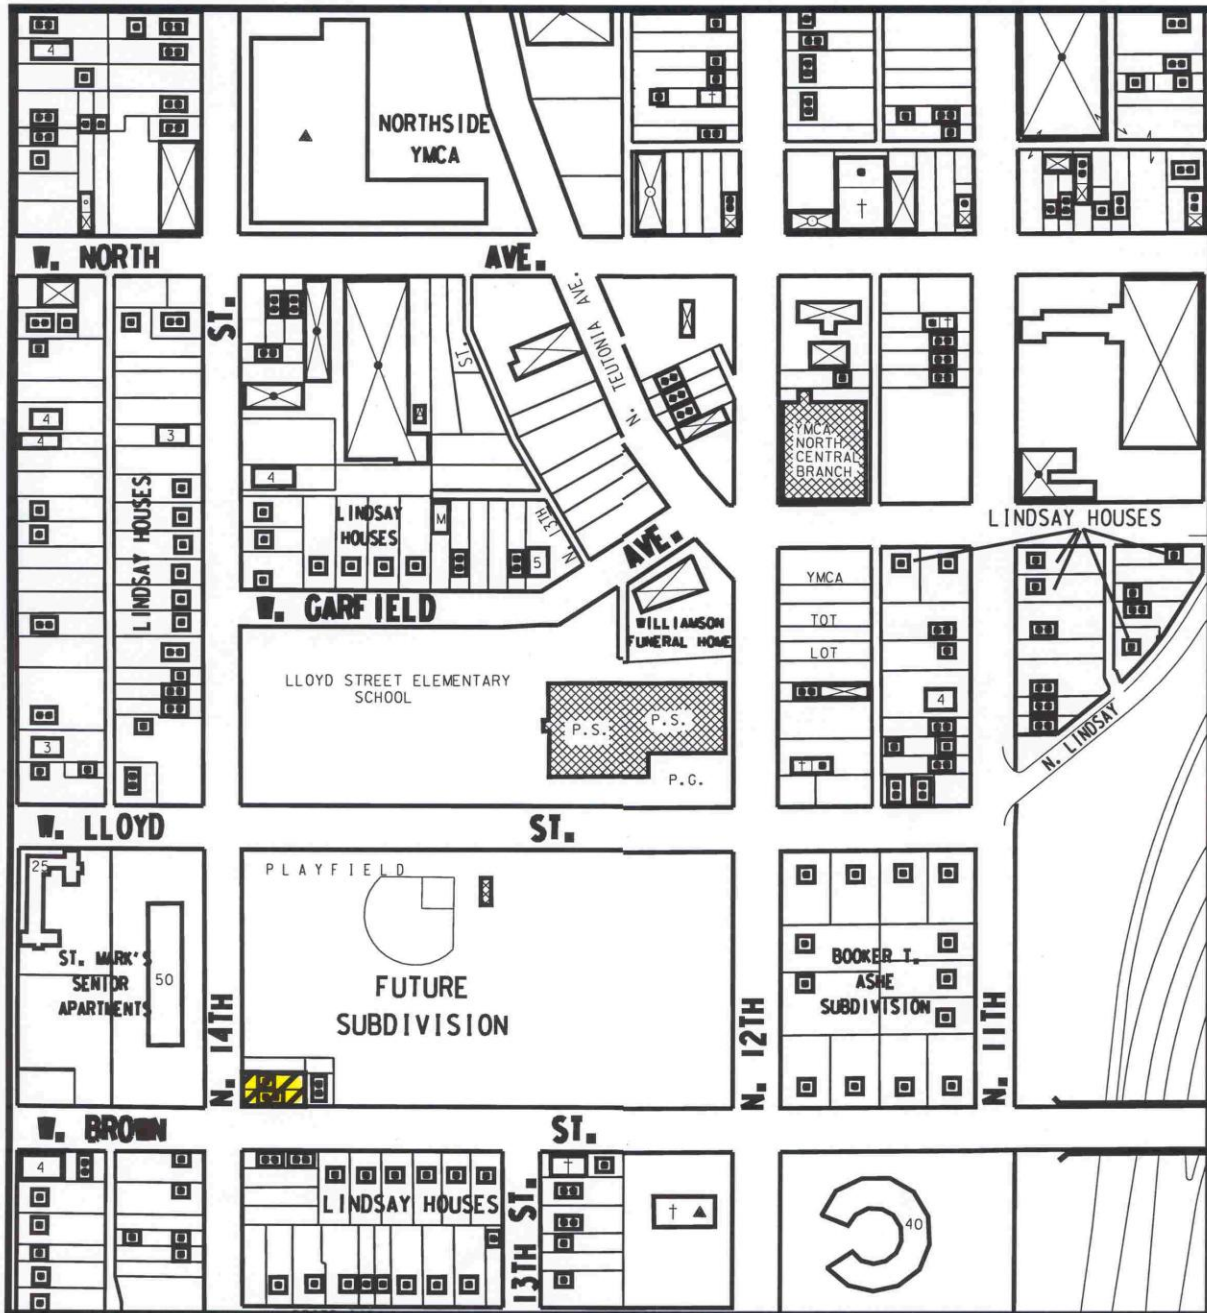 4
NORTHSIDE
YMCA
†
†
W. NORTH
AVE.
ST.
N. TEUTONIA AVE.
ST.
†
4
4
3
YMCA
NORTH
CENTRAL
BRANCH
4
LINDSAY HOUSES
LINDSAY
HOUSES
M
5
N. 13TH
LINDSAY HOUSES
AVE.
W. GARFIELD
WILLIAMSON
FUNERAL HOME
YMCA
TOT
LOT
LLOYD STREET ELEMENTARY
SCHOOL
P.S.
P.S.
P.G.
4
3
†
N. LINDSAY
W. LLOYD
ST.
25
PLAYFIELD
ST. MARK'S
SENIOR
APARTMENTS
50
FUTURE
SUBDIVISION
BOOKER T.
ASHE
SUBDIVISION
N. 14TH
N. 12TH
N. 11TH
W. BROWN
ST.
4
†
LINDSAY HOUSES
13TH ST.
†
40